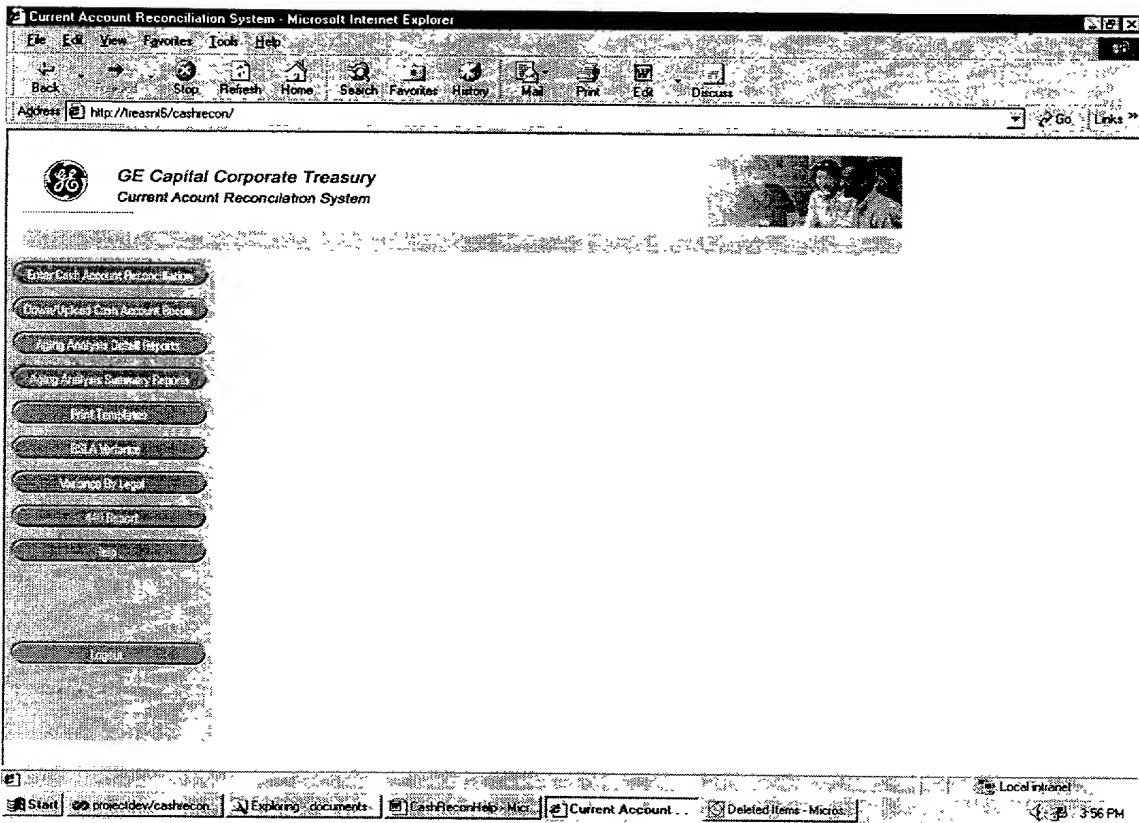 Current Account Reconciliation System - Microsoft Internet Explorer
File Edit View Favorites Tools Help
Back Stop Refresh Home Search Favorites History Mail Print Edit Discuss
Address http://treasnt6/cashrecon/ Go Links »
GE Capital Corporate Treasury
Current Acount Reconcilation System
Enter Cash Account Reconciliation
Down/Upload Cash Account Recon
Aging Analysis Detail Reports
Aging Analysis Summary Reports
Print Templates
Variance By Legal
Report
Help
Logout
Local intranet
Start projectdev/cashrecon Exploring documents CashReconHelp - Micr... Current Account . . . Deleted Items - Micros... 3:56 PM